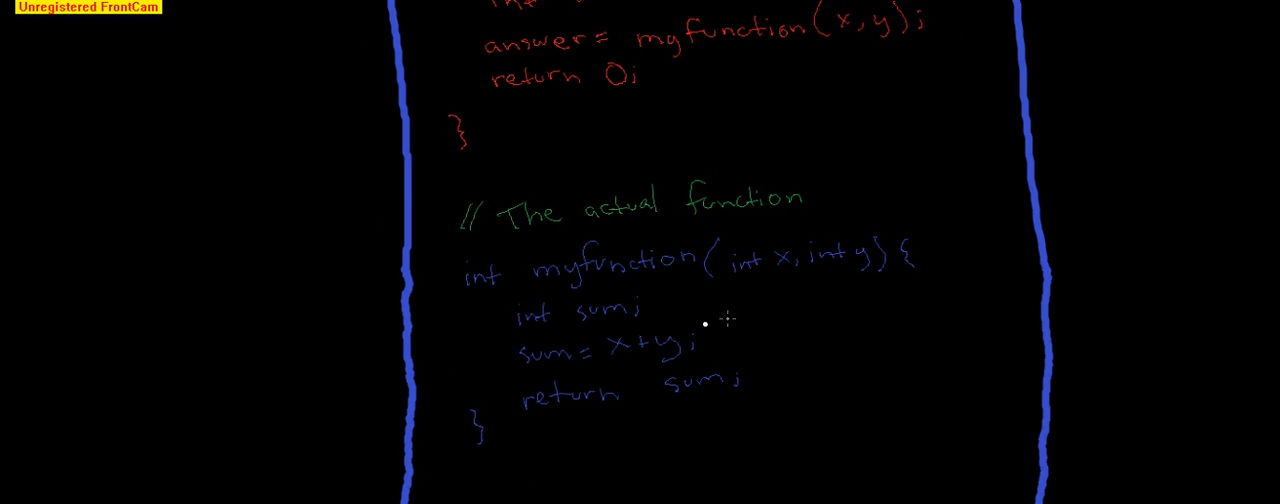 Unregistered FrontCam
answer= myfunction(x,y);
return 0;
}
// The actual function
int myfunction(int x, int y) {
int sum;
sum= x+y;
return sum;
}